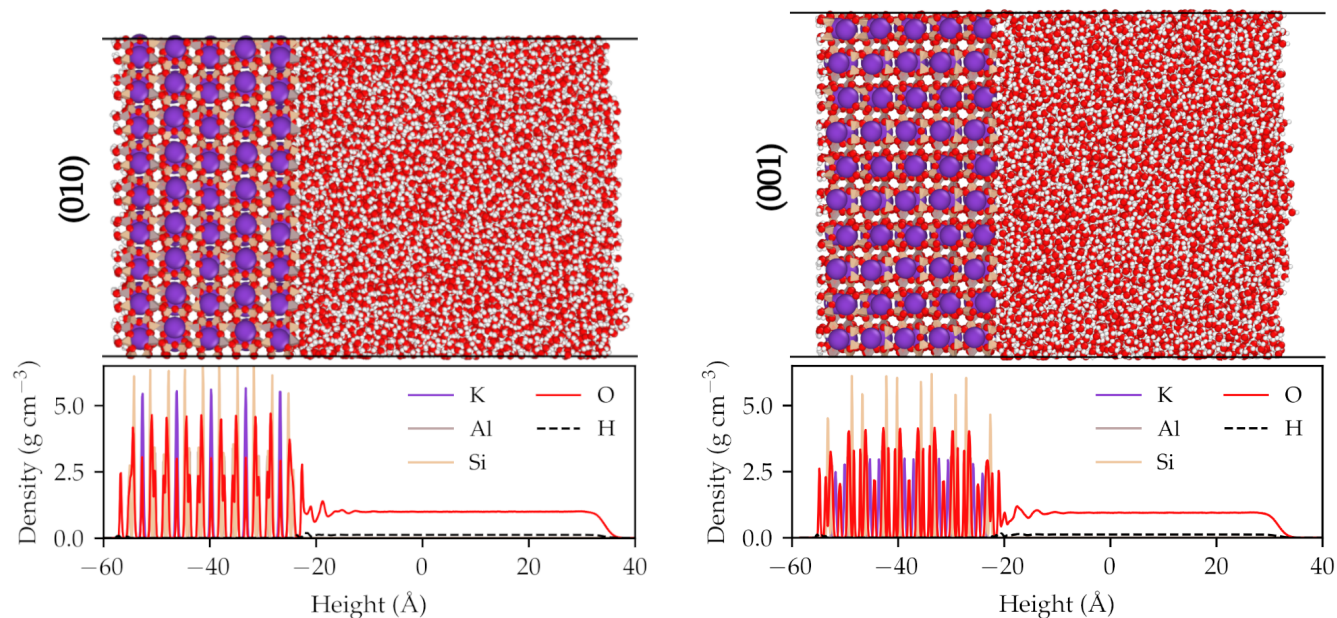 (010)
Density (g cm⁻³)
5.0
2.5
0.0
K
Al
Si
O
H
−60
−40
−20
0
20
40
Height (Å)
(001)
Density (g cm⁻³)
5.0
2.5
0.0
K
Al
Si
O
H
−60
−40
−20
0
20
40
Height (Å)